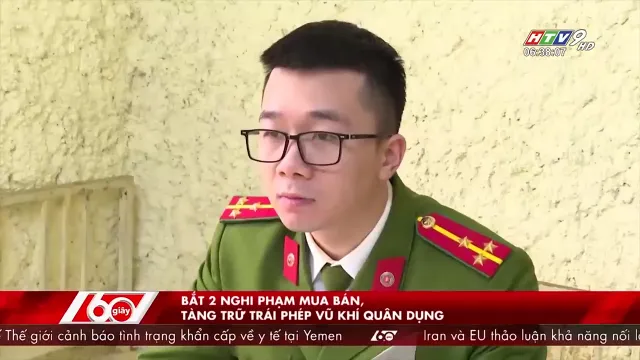 HTV9 HD
06:38:07
60 giây
BẮT 2 NGHI PHẠM MUA BÁN,
TÀNG TRỮ TRÁI PHÉP VŨ KHÍ QUÂN DỤNG
Thế giới cảnh báo tình trạng khẩn cấp về y tế tại Yemen Iran và EU thảo luận khả năng nối